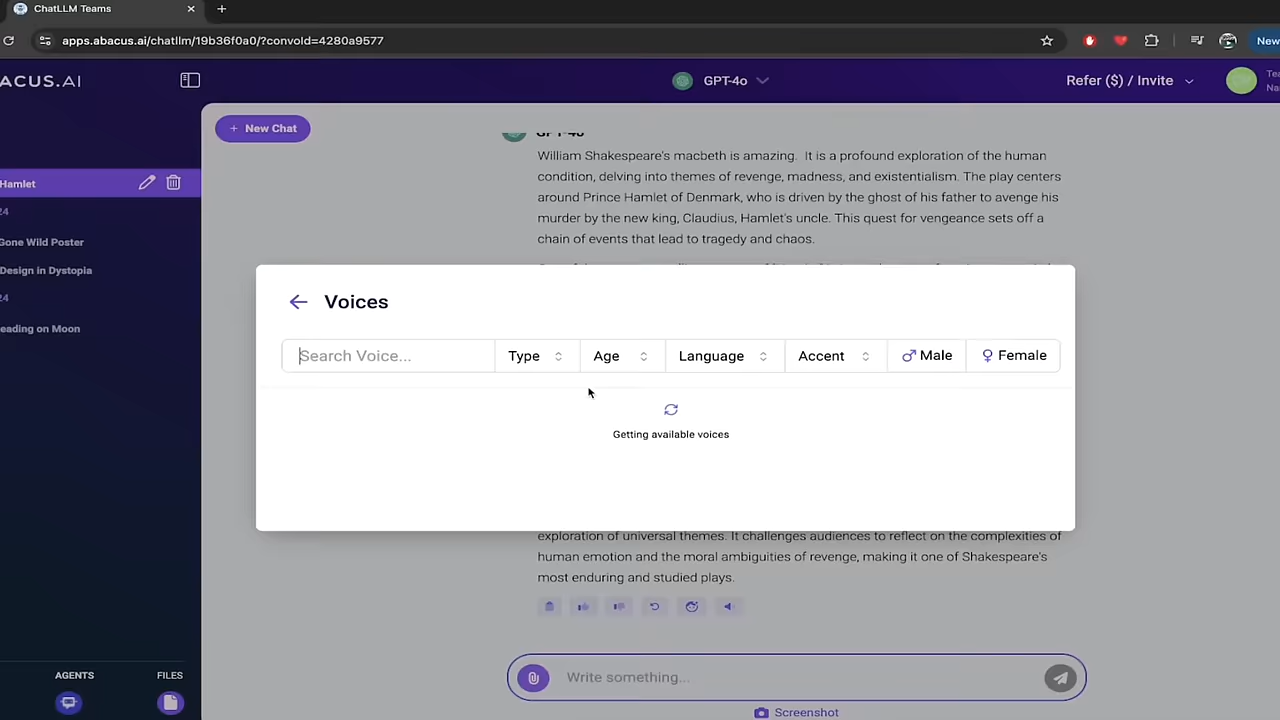 ChatLLM Teams
apps.abacus.ai/chatllm/19b36f0a0/?convoId=4280a9577
New
ACUS.AI
GPT-4o
Refer ($) / Invite
+ New Chat
Hamlet
24
Gone Wild Poster
Design in Dystopia
24
eading on Moon
William Shakespeare's macbeth is amazing. It is a profound exploration of the human
condition, delving into themes of revenge, madness, and existentialism. The play centers
around Prince Hamlet of Denmark, who is driven by the ghost of his father to avenge his
murder by the new king, Claudius, Hamlet's uncle. This quest for vengeance sets off a
chain of events that lead to tragedy and chaos.
Voices
Search Voice...
Type
Age
Language
Accent
Male
Female
Getting available voices
exploration of universal themes. It challenges audiences to reflect on the complexities of
human emotion and the moral ambiguities of revenge, making it one of Shakespeare's
most enduring and studied plays.
AGENTS
FILES
Write something...
Screenshot